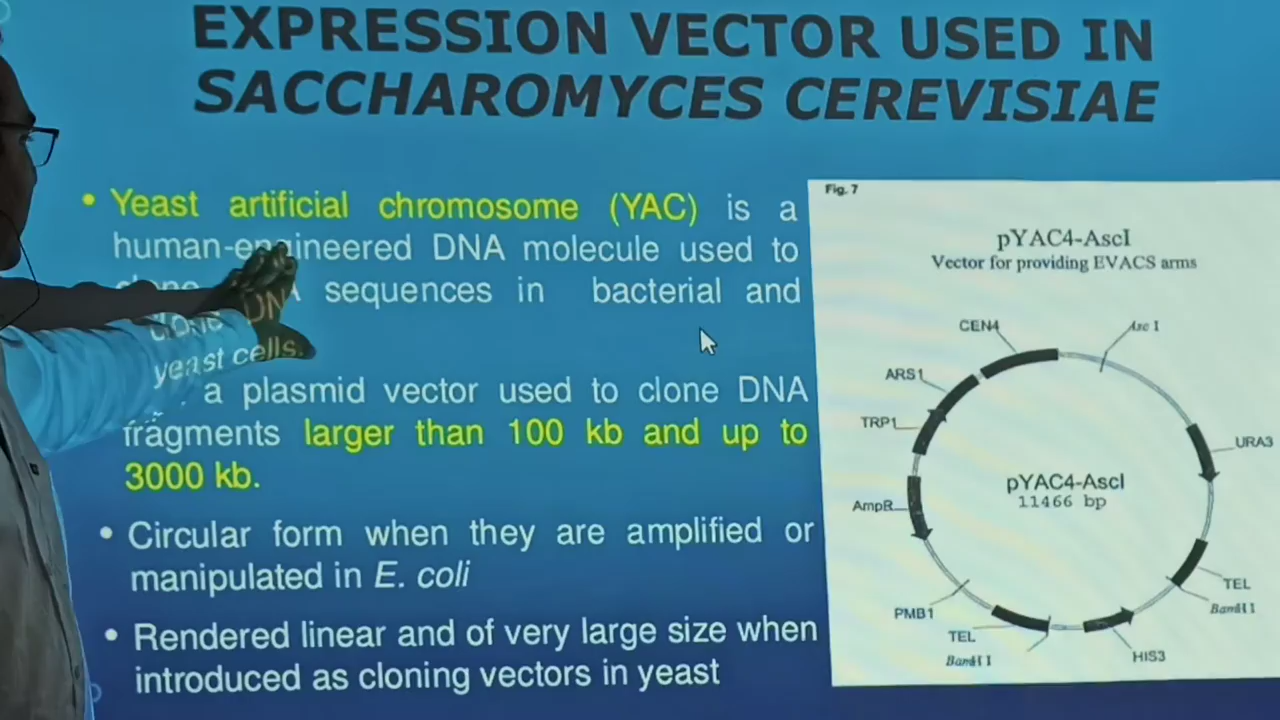 EXPRESSION VECTOR USED IN
SACCHAROMYCES CEREVISIAE
• Yeast artificial chromosome (YAC) is a
human-engineered DNA molecule used to
clone DNA sequences in bacterial and
yeast cells.
a plasmid vector used to clone DNA
fragments larger than 100 kb and up to
3000 kb.
• Circular form when they are amplified or
manipulated in E. coli
• Rendered linear and of very large size when
introduced as cloning vectors in yeast
Fig. 7
pYAC4-AscI
Vector for providing EVACS arms
CEN4
Asc I
ARS1
TRP1
URA3
AmpR
pYAC4-AscI
11466 bp
PMB1
TEL
BamH I
TEL
BamH I
HIS3